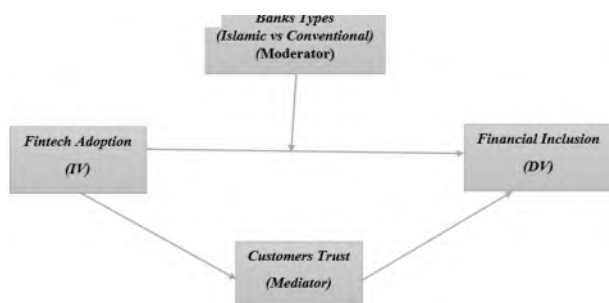 Banks Types
(Islamic vs Conventional)
(Moderator)
Fintech Adoption
(IV)
Financial Inclusion
(DV)
Customers Trust
(Mediator)